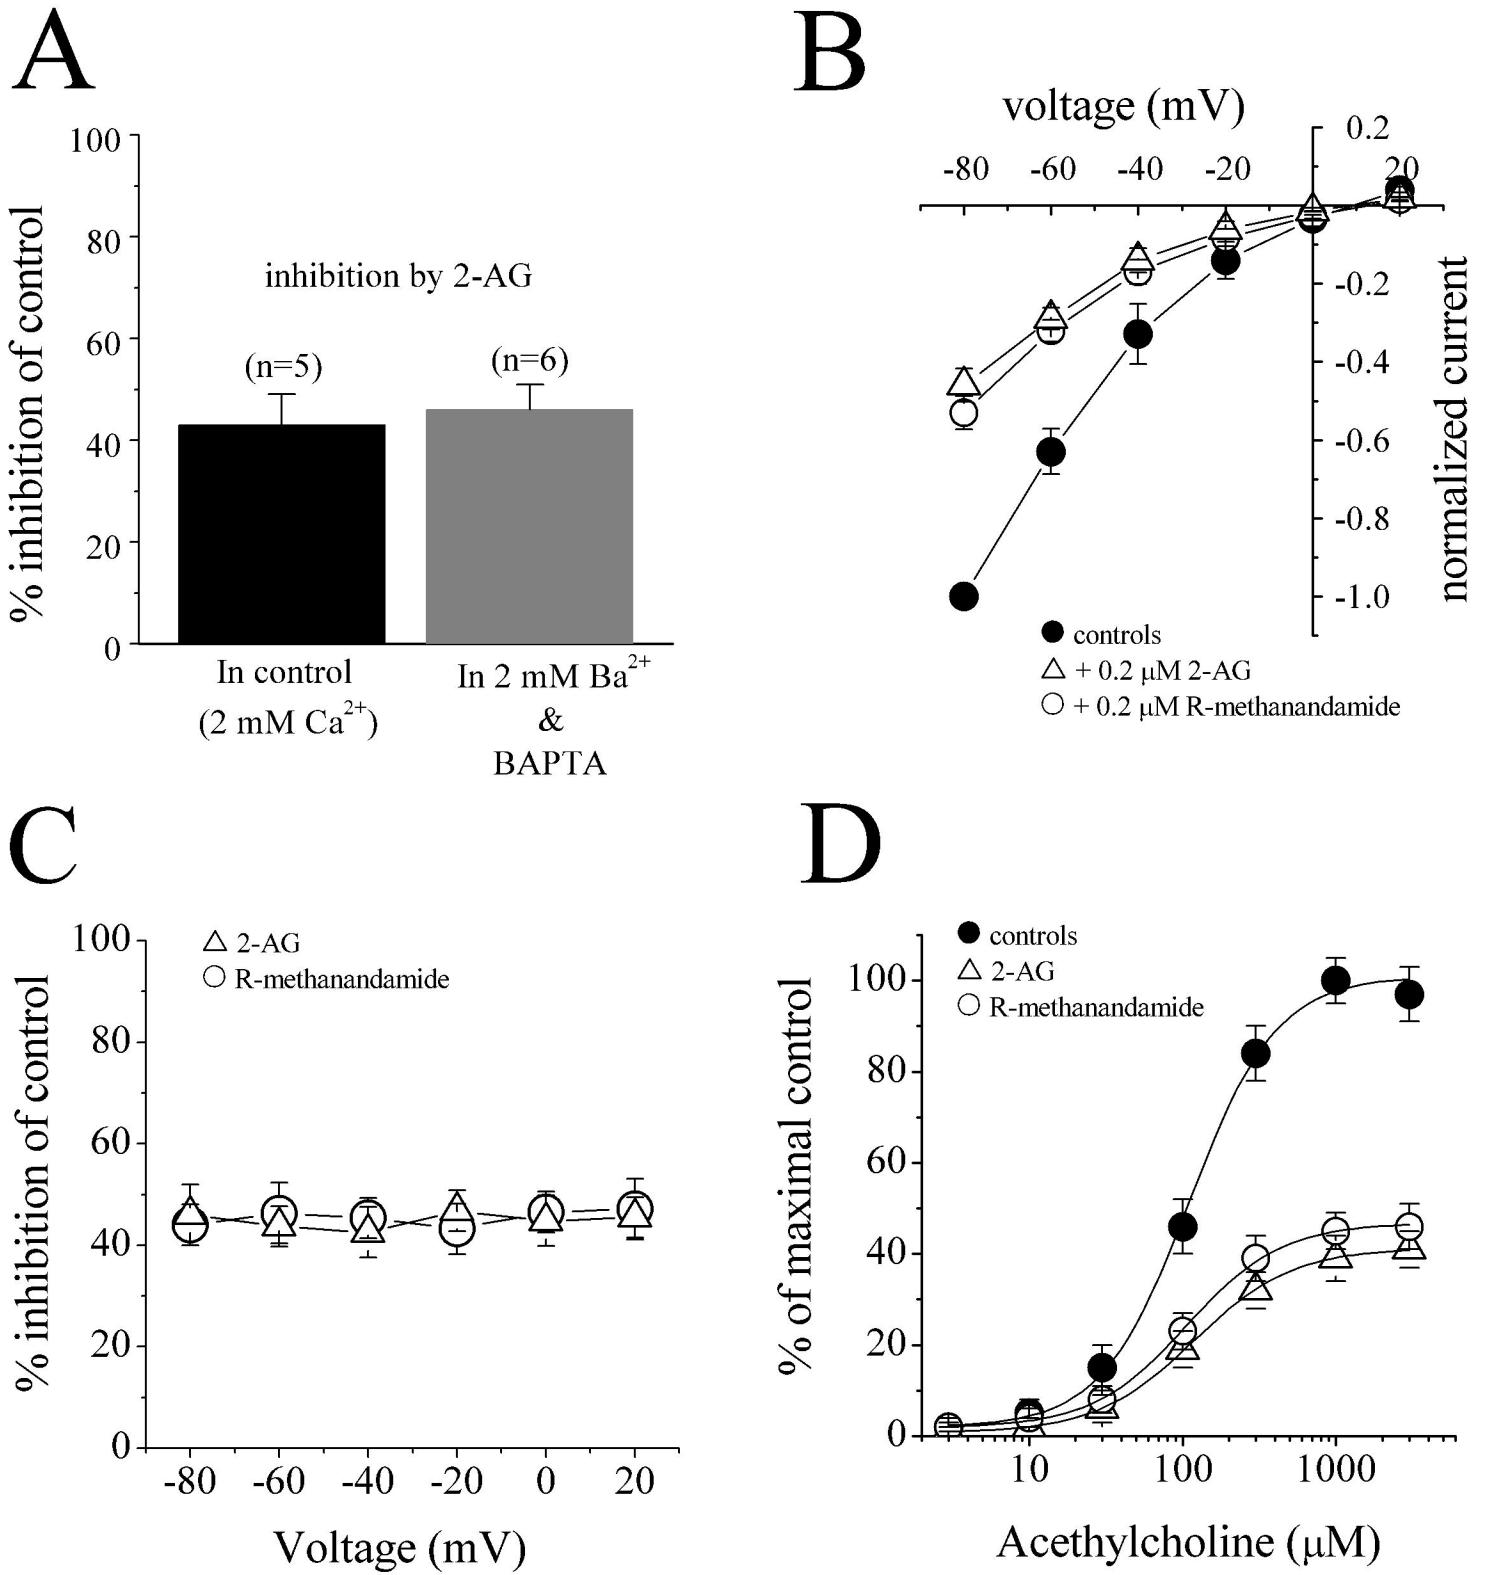 A
% inhibition of control
100
80
60
40
20
0
inhibition by 2-AG
(n=5)
(n=6)
In control
(2 mM Ca2+)
In 2 mM Ba2+
&
BAPTA
B
voltage (mV)
-80 -60 -40 -20 20
0.2
-0.2
-0.4
-0.6
-0.8
-1.0
normalized current
controls
+ 0.2 μM 2-AG
+ 0.2 μM R-methanandamide
C
% inhibition of control
100
80
60
40
20
0
2-AG
R-methanandamide
-80 -60 -40 -20 0 20
Voltage (mV)
D
% of maximal control
100
80
60
40
20
0
controls
2-AG
R-methanandamide
10 100 1000
Acethylcholine (μM)